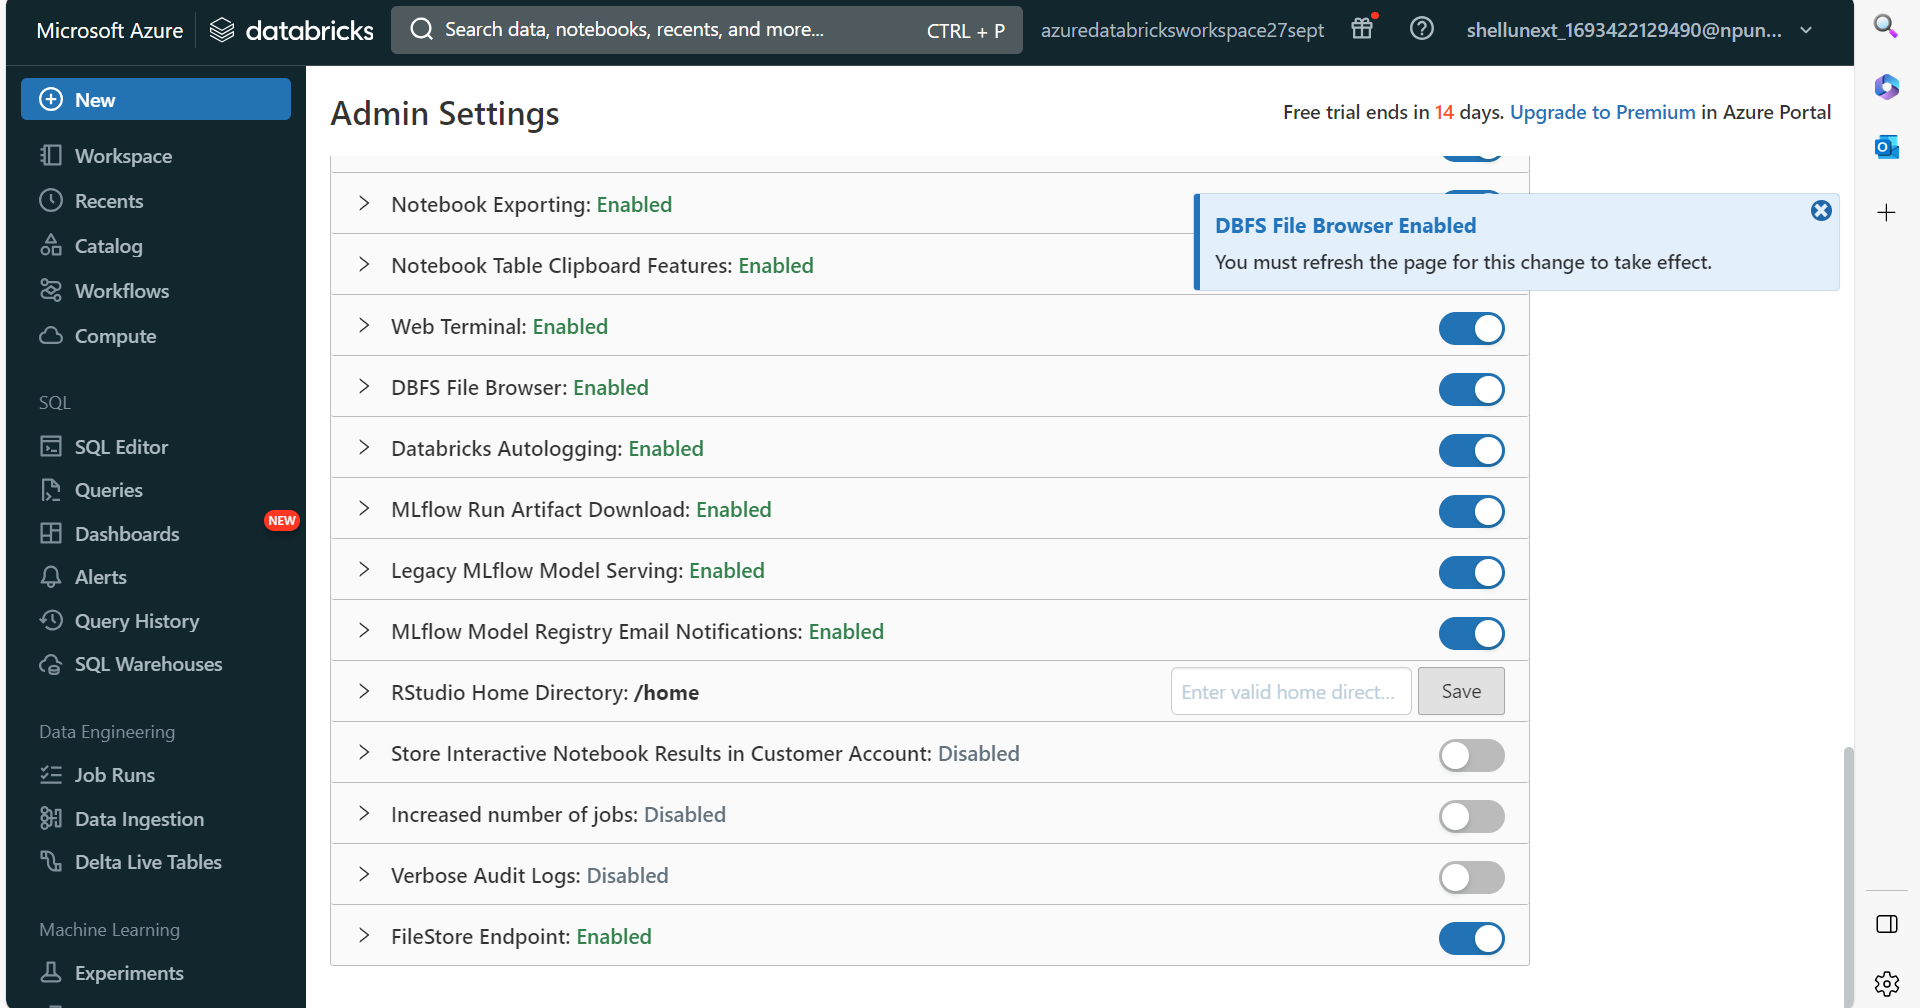 Microsoft Azure databricks Search data, notebooks, recents, and more... CTRL + P azuredatabricksworkspace27sept shellunext_1693422129490@npun...
New
Workspace
Recents
Catalog
Workflows
Compute
SQL
SQL Editor
Queries
Dashboards NEW
Alerts
Query History
SQL Warehouses
Data Engineering
Job Runs
Data Ingestion
Delta Live Tables
Machine Learning
Experiments
Admin Settings
Free trial ends in 14 days. Upgrade to Premium in Azure Portal
Notebook Exporting: Enabled
DBFS File Browser Enabled
You must refresh the page for this change to take effect.
Notebook Table Clipboard Features: Enabled
Web Terminal: Enabled
DBFS File Browser: Enabled
Databricks Autologging: Enabled
MLflow Run Artifact Download: Enabled
Legacy MLflow Model Serving: Enabled
MLflow Model Registry Email Notifications: Enabled
RStudio Home Directory: /home Enter valid home direct... Save
Store Interactive Notebook Results in Customer Account: Disabled
Increased number of jobs: Disabled
Verbose Audit Logs: Disabled
FileStore Endpoint: Enabled